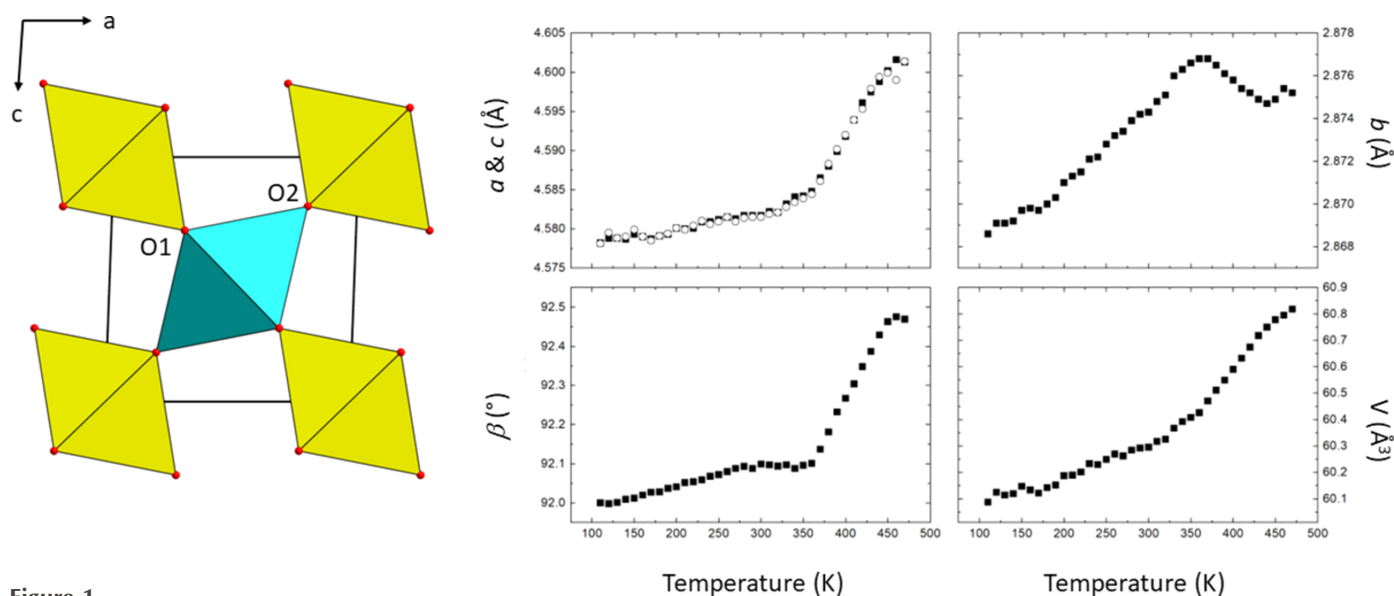 a
c
O2
O1
a & c (Å)
4.605
4.600
4.595
4.590
4.585
4.580
4.575
2.878
2.876
2.874
2.872
2.870
2.868
b (Å)
β (°)
92.5
92.4
92.3
92.2
92.1
92.0
60.9
60.8
60.7
60.6
60.5
60.4
60.3
60.2
60.1
V (Å³)
100 150 200 250 300 350 400 450 500
100 150 200 250 300 350 400 450 500
Temperature (K)
Temperature (K)
Figure 1